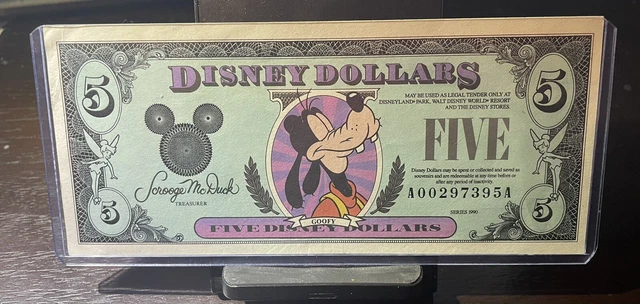 5
5
DISNEY DOLLARS
MAY BE USED AS LEGAL TENDER ONLY AT
DISNEYLAND® PARK, WALT DISNEY WORLD® RESORT
AND THE DISNEY STORES.
FIVE
Disney Dollars may be spent or collected and saved as
souvenirs and are redeemable at any time before or
after any period of inactivity.
A00297395A
SERIES 1990
Scrooge McDuck
TREASURER
GOOFY
FIVE DISNEY DOLLARS
5
5